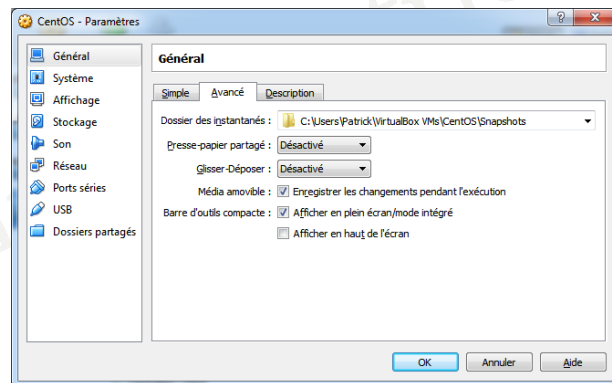 CentOS - Paramètres
Général
Système
Affichage
Stockage
Son
Réseau
Ports séries
USB
Dossiers partagés
Général
Simple Avancé Description
Dossier des instantanés : C:\Users\Patrick\VirtualBox VMs\CentOS\Snapshots
Presse-papier partagé : Désactivé
Glisser-Déposer : Désactivé
Média amovible : Enregistrer les changements pendant l'exécution
Barre d'outils compacte : Afficher en plein écran/mode intégré
Afficher en haut de l'écran
OK Annuler Aide